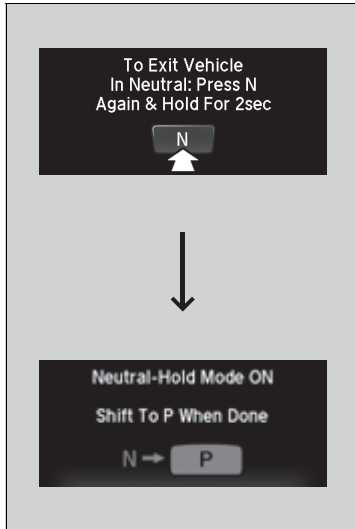 To Exit Vehicle
In Neutral: Press N
Again & Hold For 2sec
N
Neutral-Hold Mode ON
Shift To P When Done
N → P